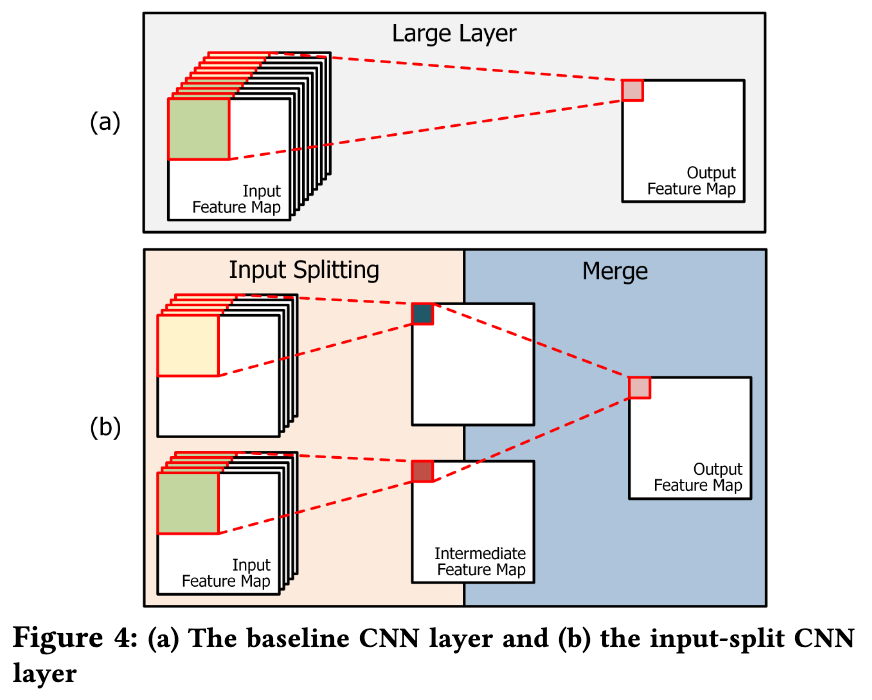 Large Layer
(a)
Input
Feature Map
Output
Feature Map
Input Splitting
Merge
(b)
Output
Feature Map
Input
Feature Map
Intermediate
Feature Map
Figure 4: (a) The baseline CNN layer and (b) the input-split CNN
layer